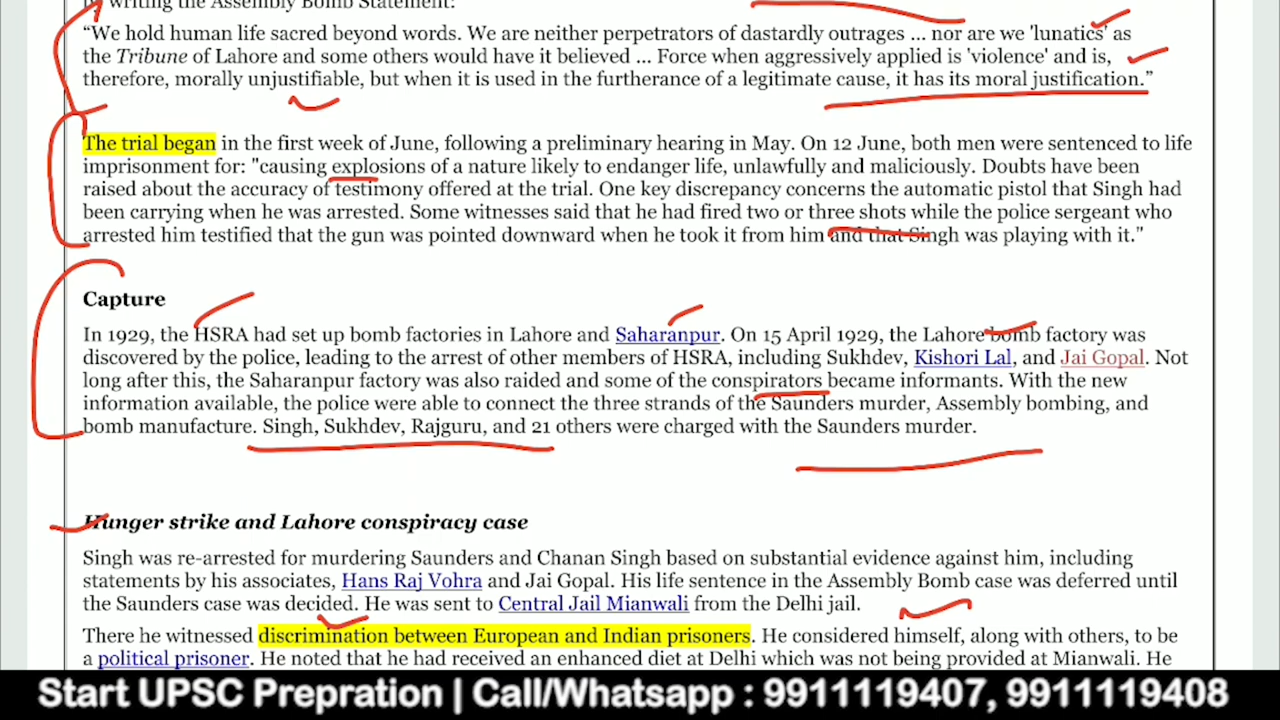 by writing the Assembly Bomb Statement:
“We hold human life sacred beyond words. We are neither perpetrators of dastardly outrages ... nor are we 'lunatics' as
the Tribune of Lahore and some others would have it believed ... Force when aggressively applied is 'violence' and is,
therefore, morally unjustifiable, but when it is used in the furtherance of a legitimate cause, it has its moral justification.”
The trial began in the first week of June, following a preliminary hearing in May. On 12 June, both men were sentenced to life
imprisonment for: "causing explosions of a nature likely to endanger life, unlawfully and maliciously. Doubts have been
raised about the accuracy of testimony offered at the trial. One key discrepancy concerns the automatic pistol that Singh had
been carrying when he was arrested. Some witnesses said that he had fired two or three shots while the police sergeant who
arrested him testified that the gun was pointed downward when he took it from him and that Singh was playing with it."
Capture
In 1929, the HSRA had set up bomb factories in Lahore and Saharanpur. On 15 April 1929, the Lahore bomb factory was
discovered by the police, leading to the arrest of other members of HSRA, including Sukhdev, Kishori Lal, and Jai Gopal. Not
long after this, the Saharanpur factory was also raided and some of the conspirators became informants. With the new
information available, the police were able to connect the three strands of the Saunders murder, Assembly bombing, and
bomb manufacture. Singh, Sukhdev, Rajguru, and 21 others were charged with the Saunders murder.
Hunger strike and Lahore conspiracy case
Singh was re-arrested for murdering Saunders and Chanan Singh based on substantial evidence against him, including
statements by his associates, Hans Raj Vohra and Jai Gopal. His life sentence in the Assembly Bomb case was deferred until
the Saunders case was decided. He was sent to Central Jail Mianwali from the Delhi jail.
There he witnessed discrimination between European and Indian prisoners. He considered himself, along with others, to be
a political prisoner. He noted that he had received an enhanced diet at Delhi which was not being provided at Mianwali. He
Start UPSC Prepration | Call/Whatsapp : 9911119407, 9911119408